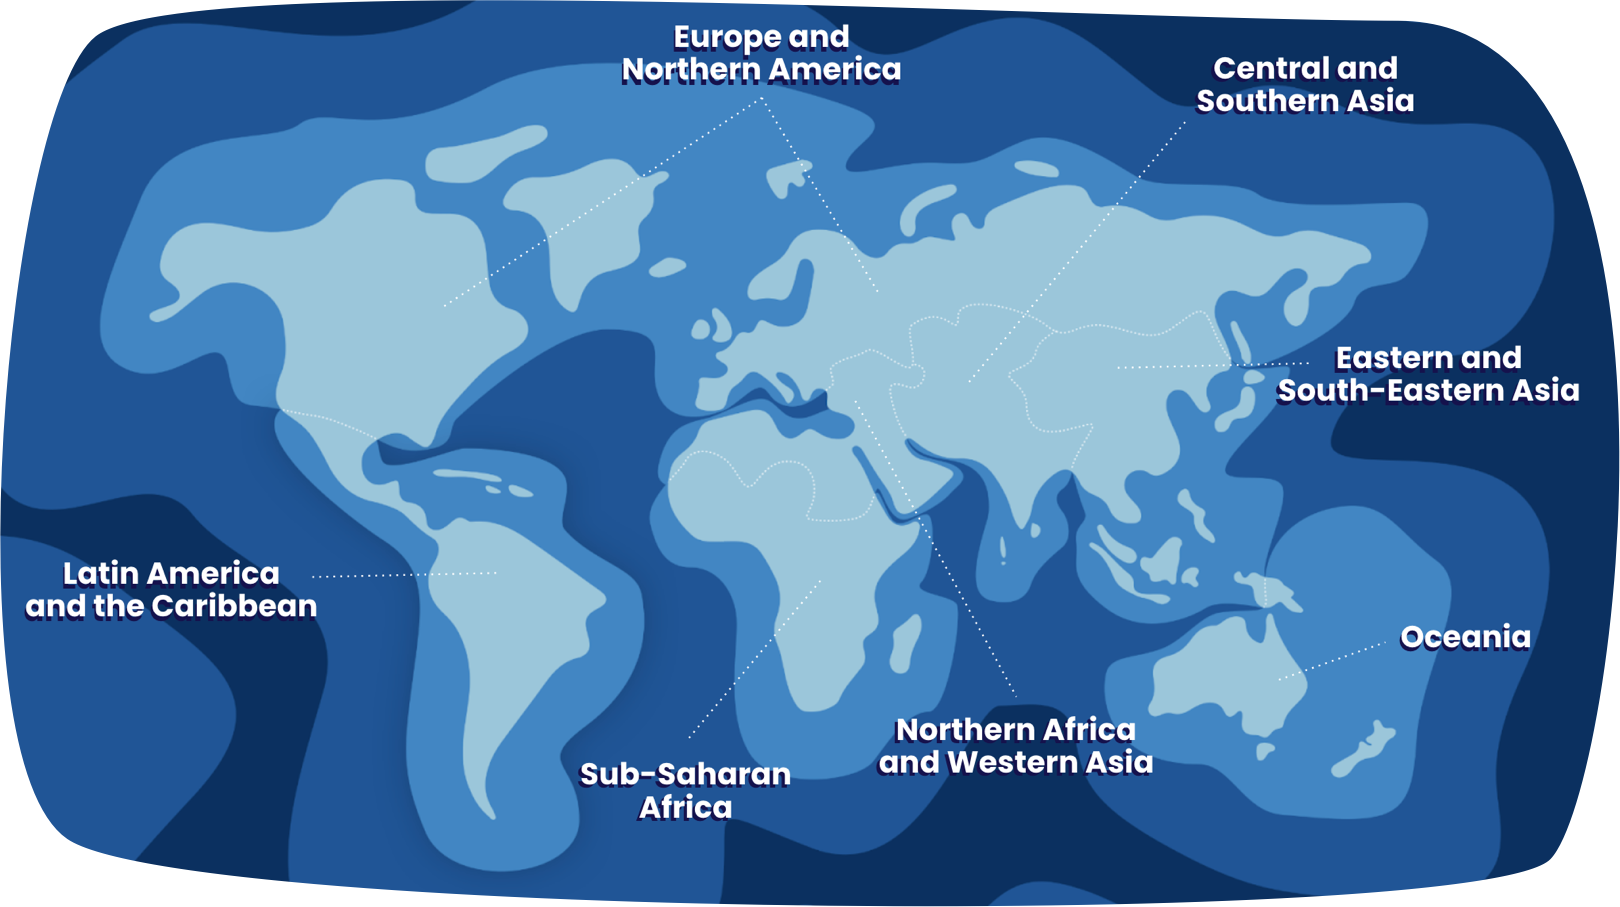 Europe and
Northern America
Central and
Southern Asia
Eastern and
South-Eastern Asia
Latin America
and the Caribbean
Oceania
Northern Africa
and Western Asia
Sub-Saharan
Africa